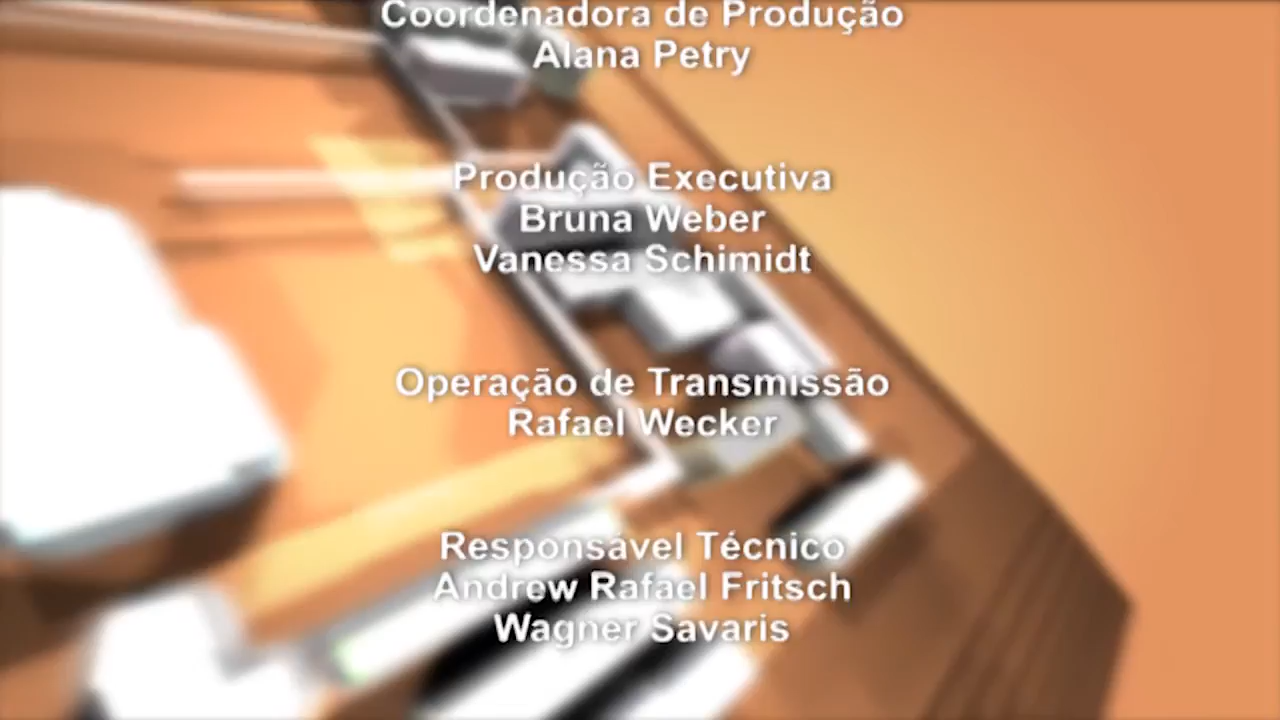 Coordenadora de Produção
Alana Petry
Produção Executiva
Bruna Weber
Vanessa Schimidt
Operação de Transmissão
Rafael Wecker
Responsável Técnico
Andrew Rafael Fritsch
Wagner Savaris